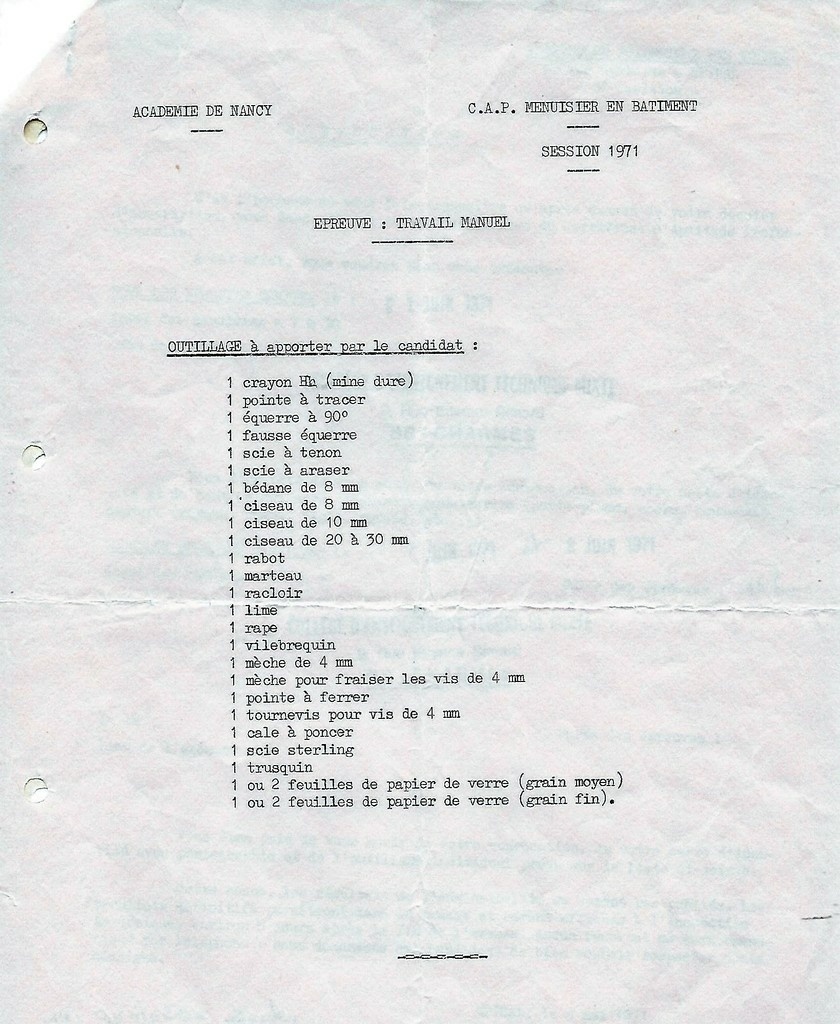 ACADEMIE DE NANCY
C.A.P. MENUISIER EN BATIMENT
SESSION 1971
EPREUVE : TRAVAIL MANUEL
OUTILLAGE à apporter par le candidat :
1 crayon Hh (mine dure)
1 pointe à tracer
1 équerre à 90°
1 fausse équerre
1 scie à tenon
1 scie à araser
1 bédane de 8 mm
1 ciseau de 8 mm
1 ciseau de 10 mm
1 ciseau de 20 à 30 mm
1 rabot
1 marteau
1 racloir
1 lime
1 rape
1 vilebrequin
1 mèche de 4 mm
1 mèche pour fraiser les vis de 4 mm
1 pointe à ferrer
1 tournevis pour vis de 4 mm
1 cale à poncer
1 scie sterling
1 trusquin
1 ou 2 feuilles de papier de verre (grain moyen)
1 ou 2 feuilles de papier de verre (grain fin).